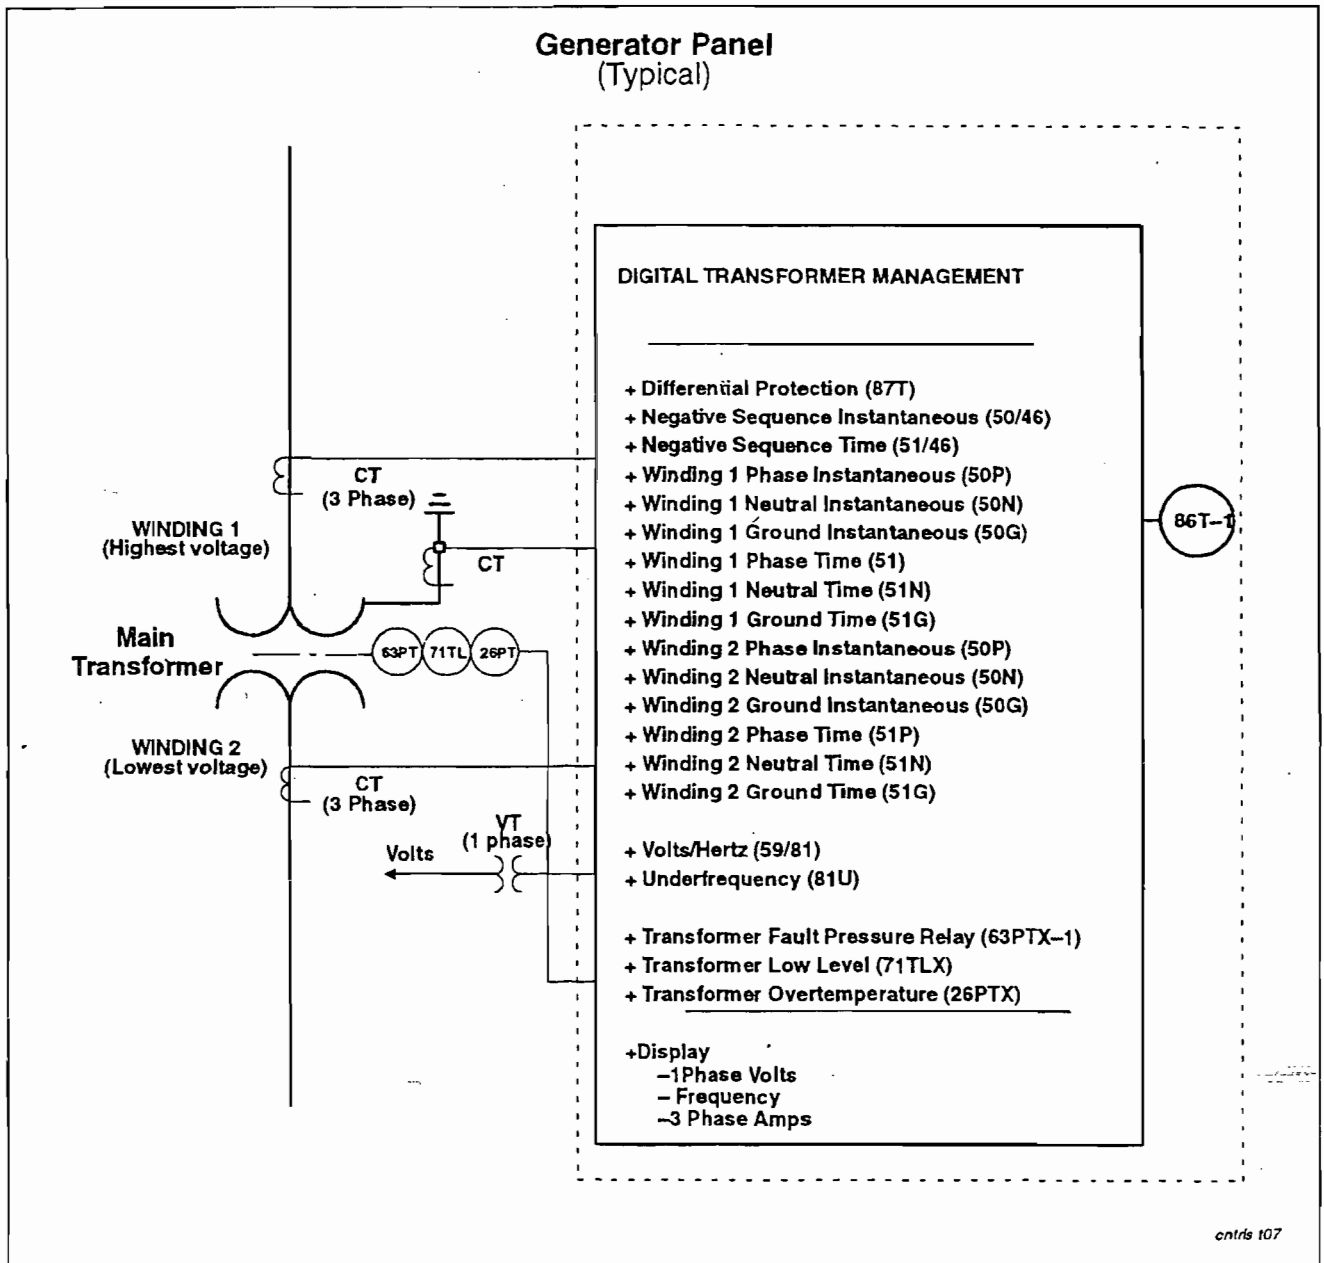 Generator Panel
(Typical)
DIGITAL TRANSFORMER MANAGEMENT
+ Differential Protection (87T)
+ Negative Sequence Instantaneous (50/46)
+ Negative Sequence Time (51/46)
+ Winding 1 Phase Instantaneous (50P)
+ Winding 1 Neutral Instantaneous (50N)
+ Winding 1 Ground Instantaneous (50G)
+ Winding 1 Phase Time (51)
+ Winding 1 Neutral Time (51N)
+ Winding 1 Ground Time (51G)
+ Winding 2 Phase Instantaneous (50P)
+ Winding 2 Neutral Instantaneous (50N)
+ Winding 2 Ground Instantaneous (50G)
+ Winding 2 Phase Time (51P)
+ Winding 2 Neutral Time (51N)
+ Winding 2 Ground Time (51G)
+ Volts/Hertz (59/81)
+ Underfrequency (81U)
+ Transformer Fault Pressure Relay (63PTX–1)
+ Transformer Low Level (71TLX)
+ Transformer Overtemperature (26PTX)
+Display
–1Phase Volts
– Frequency
–3 Phase Amps
86T–1
CT
(3 Phase)
WINDING 1
(Highest voltage)
CT
Main
Transformer
63PT 71TL 26PT
WINDING 2
(Lowest voltage)
CT
(3 Phase)
VT
(1 phase)
Volts
cntrls t07